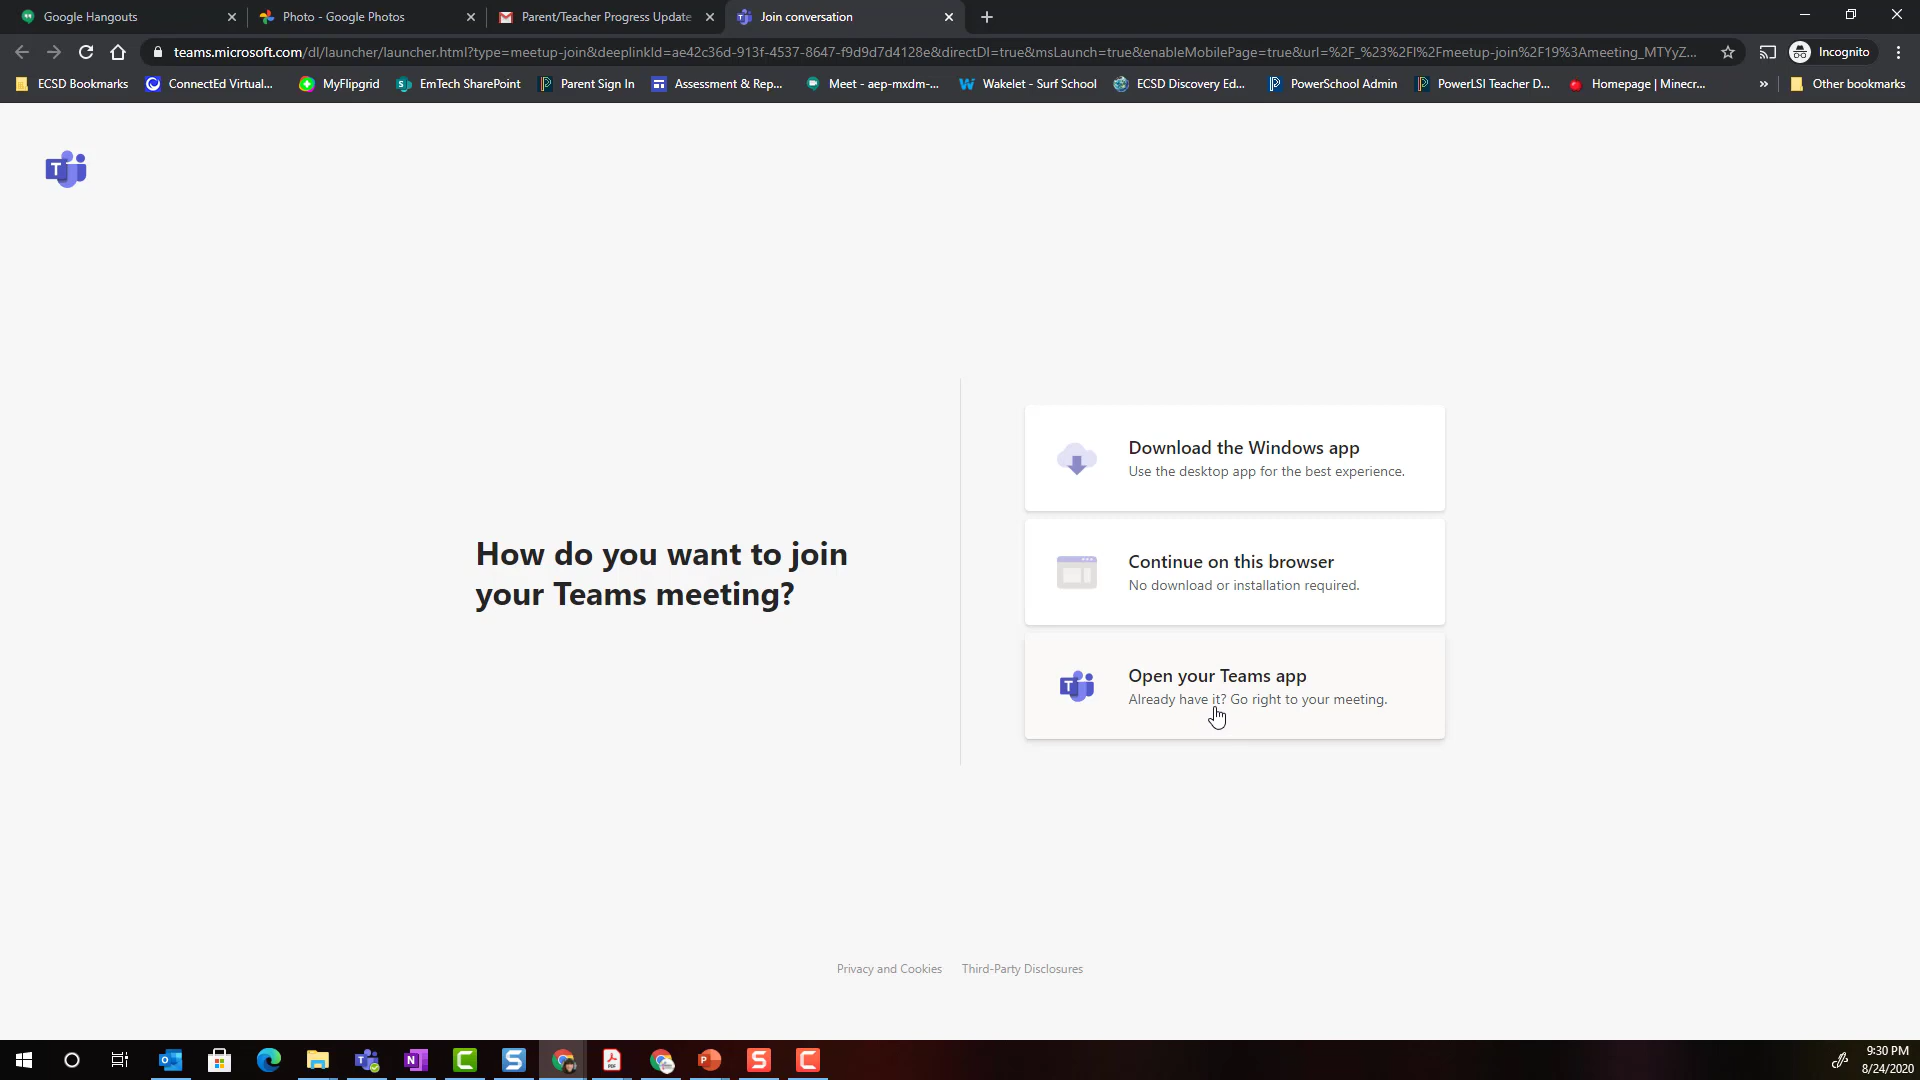 Google Hangouts
Photo - Google Photos
Parent/Teacher Progress Update
Join conversation
teams.microsoft.com/dl/launcher/launcher.html?type=meetup-join&deeplinkId=ae42c36d-913f-4537-8647-f9d9d7d4128e&directDl=true&msLaunch=true&enableMobilePage=true&url=%2F_%23%2Fl%2Fmeetup-join%2F19%3Ameeting_MTYyZ...
Incognito
ECSD Bookmarks
ConnectEd Virtual...
MyFlipgrid
EmTech SharePoint
Parent Sign In
Assessment & Rep...
Meet - aep-mxdm-...
Wakelet - Surf School
ECSD Discovery Ed...
PowerSchool Admin
PowerLSI Teacher D...
Homepage | Minecr...
»
Other bookmarks
How do you want to join
your Teams meeting?
Download the Windows app
Use the desktop app for the best experience.
Continue on this browser
No download or installation required.
Open your Teams app
Already have it? Go right to your meeting.
Privacy and Cookies
Third-Party Disclosures
9:30 PM
8/24/2020